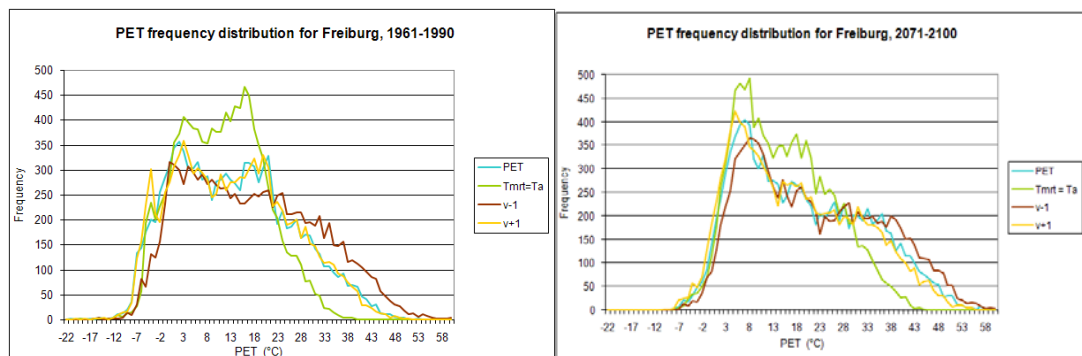 PET frequency distribution for Freiburg, 1961-1990
500
450
400
350
300
250
200
150
100
50
0
Frequency
-22 -17 -12 -7 -2 3 8 13 18 23 28 33 38 43 48 53 58
PET (°C)
PET
Tmrt=Ta
v-1
v+1
PET frequency distribution for Freiburg, 2071-2100
500
450
400
350
300
250
200
150
100
50
0
Frequency
-22 -17 -12 -7 -2 3 8 13 18 23 28 33 38 43 48 53 58
PET (°C)
PET
Tmrt = Ta
v-1
v+1